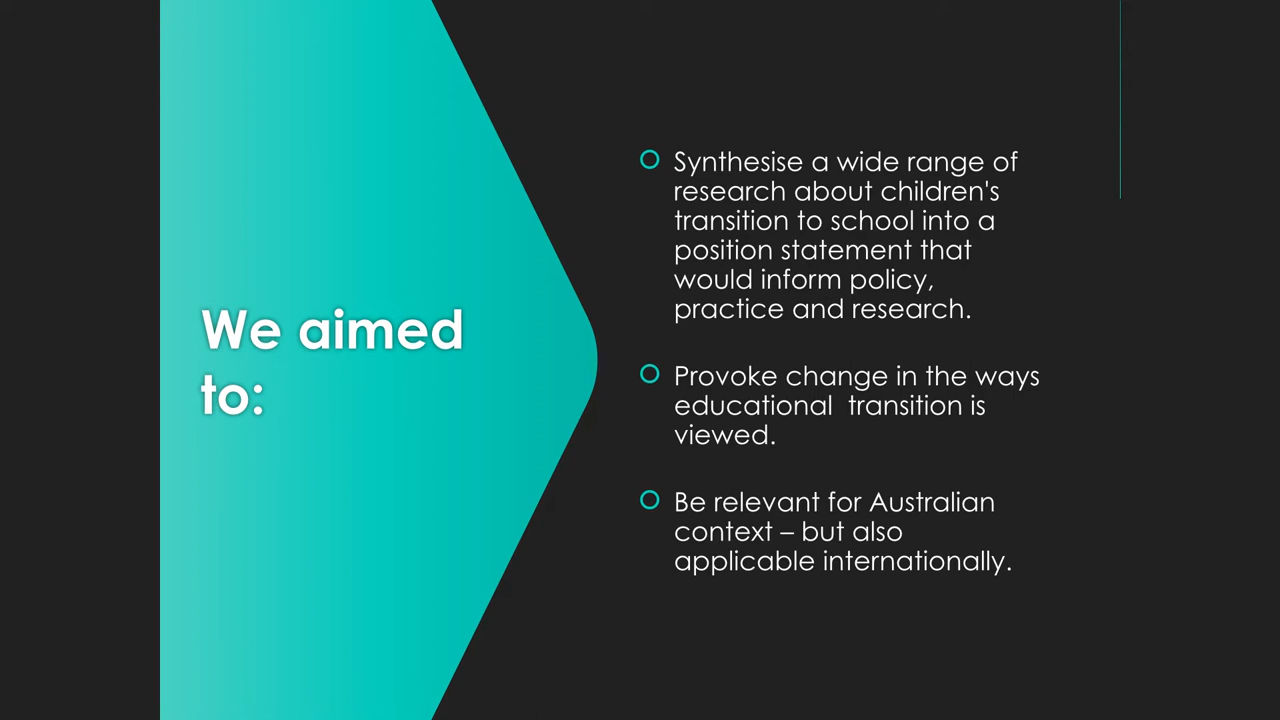 We aimed
to:
Synthesise a wide range of
research about children's
transition to school into a
position statement that
would inform policy,
practice and research.
Provoke change in the ways
educational  transition is
viewed.
Be relevant for Australian
context – but also
applicable internationally.